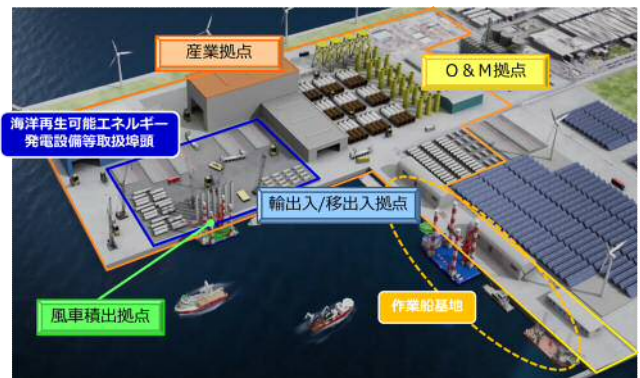 産業拠点
O&M拠点
海洋再生可能エネルギー
発電設備等取扱埠頭
輸出入/移出入拠点
風車積出拠点
作業船基地